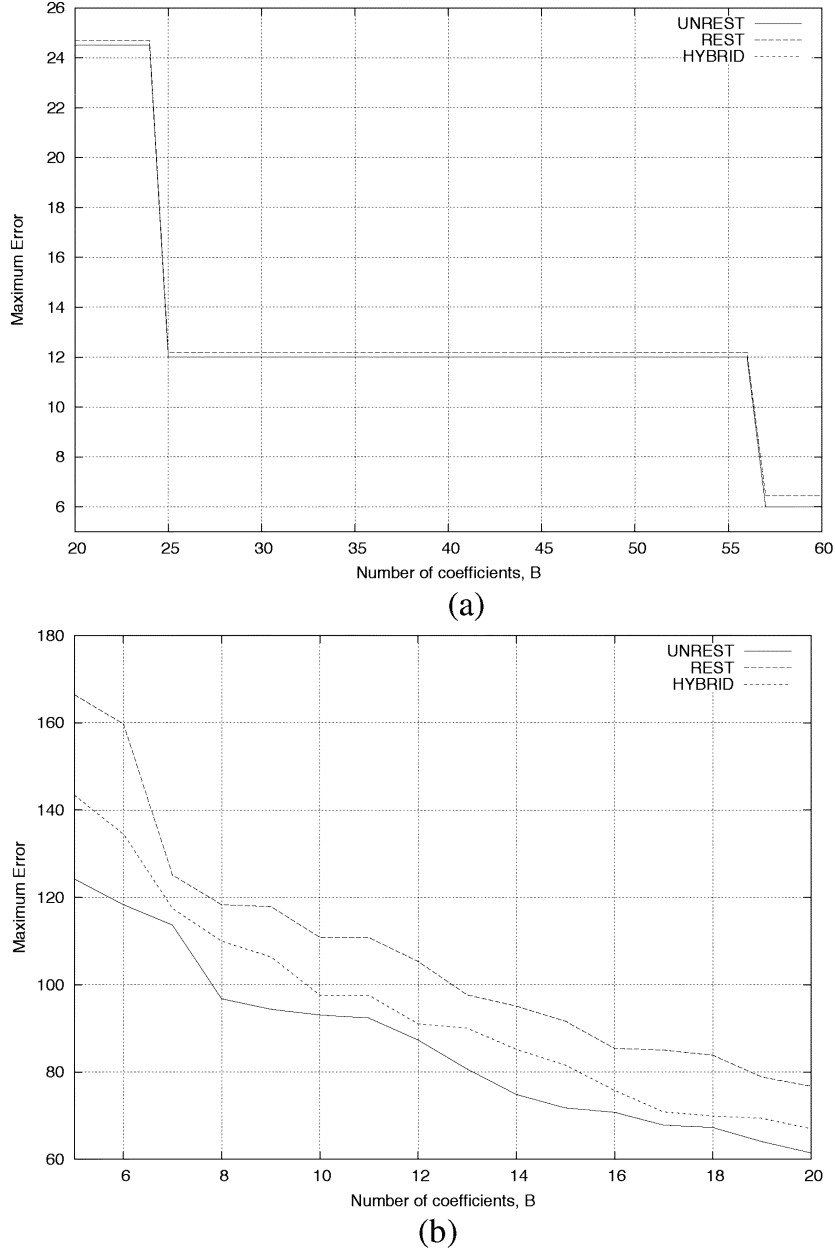 26
24
22
20
18
16
14
12
10
8
6
Maximum Error
UNREST
REST
HYBRID
20 25 30 35 40 45 50 55 60
Number of coefficients, B
(a)
180
160
140
120
100
80
60
Maximum Error
UNREST
REST
HYBRID
6 8 10 12 14 16 18 20
Number of coefficients, B
(b)